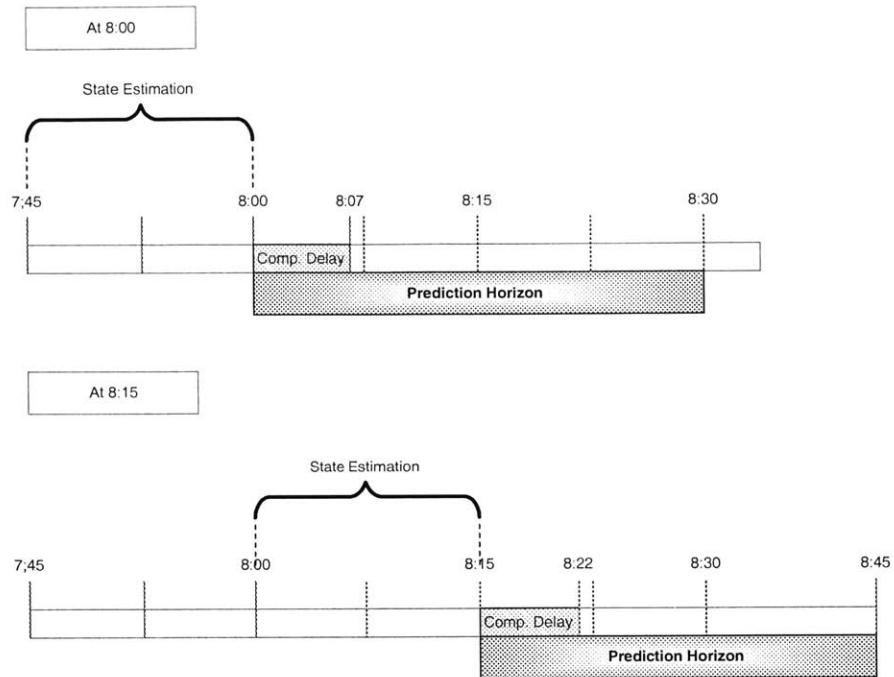 At 8:00
State Estimation
7;45 8:00 8:07 8:15 8:30
Comp. Delay
Prediction Horizon
At 8:15
State Estimation
7;45 8:00 8:15 8:22 8:30 8:45
Comp. Delay
Prediction Horizon